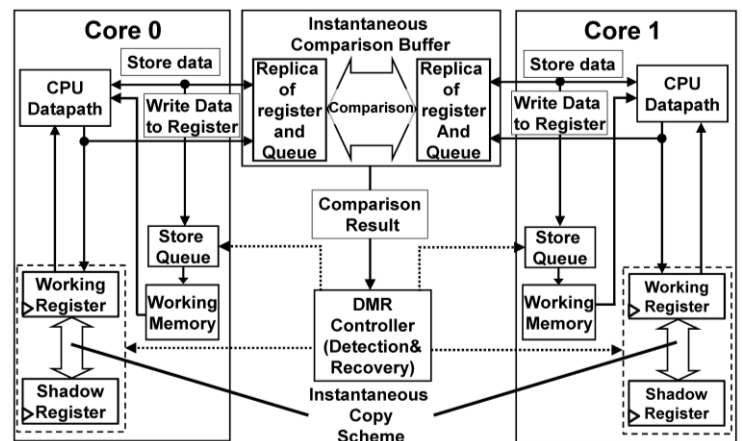 Core 0
Store data
CPU
Datapath
Write Data
to Register
Store
Queue
Working
Register
Working
Memory
Shadow
Register
Instantaneous
Comparison Buffer
Replica
of
register
and
Queue
Comparison
Replica
of
register
And
Queue
Comparison
Result
DMR
Controller
(Detection&
Recovery)
Instantaneous
Copy
Scheme
Core 1
Store data
CPU
Datapath
Write Data
to Register
Store
Queue
Working
Memory
Working
Register
Shadow
Register